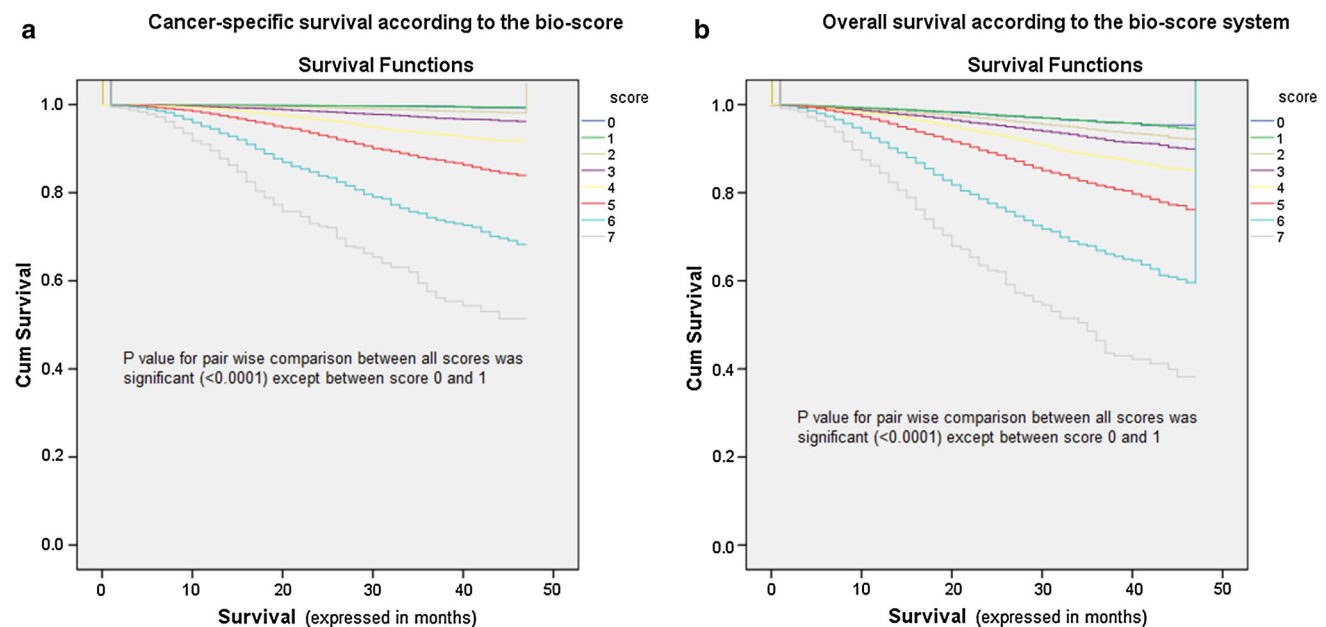 a
Cancer-specific survival according to the bio-score
Survival Functions
1.0
0.8
0.6
0.4
0.2
0.0
Cum Survival
score
0
1
2
3
4
5
6
7
P value for pair wise comparison between all scores was
significant (<0.0001) except between score 0 and 1
0 10 20 30 40 50
Survival (expressed in months)
b
Overall survival according to the bio-score system
Survival Functions
1.0
0.8
0.6
0.4
0.2
0.0
Cum Survival
score
0
1
2
3
4
5
6
7
P value for pair wise comparison between all scores was
significant (<0.0001) except between score 0 and 1
0 10 20 30 40 50
Survival (expressed in months)